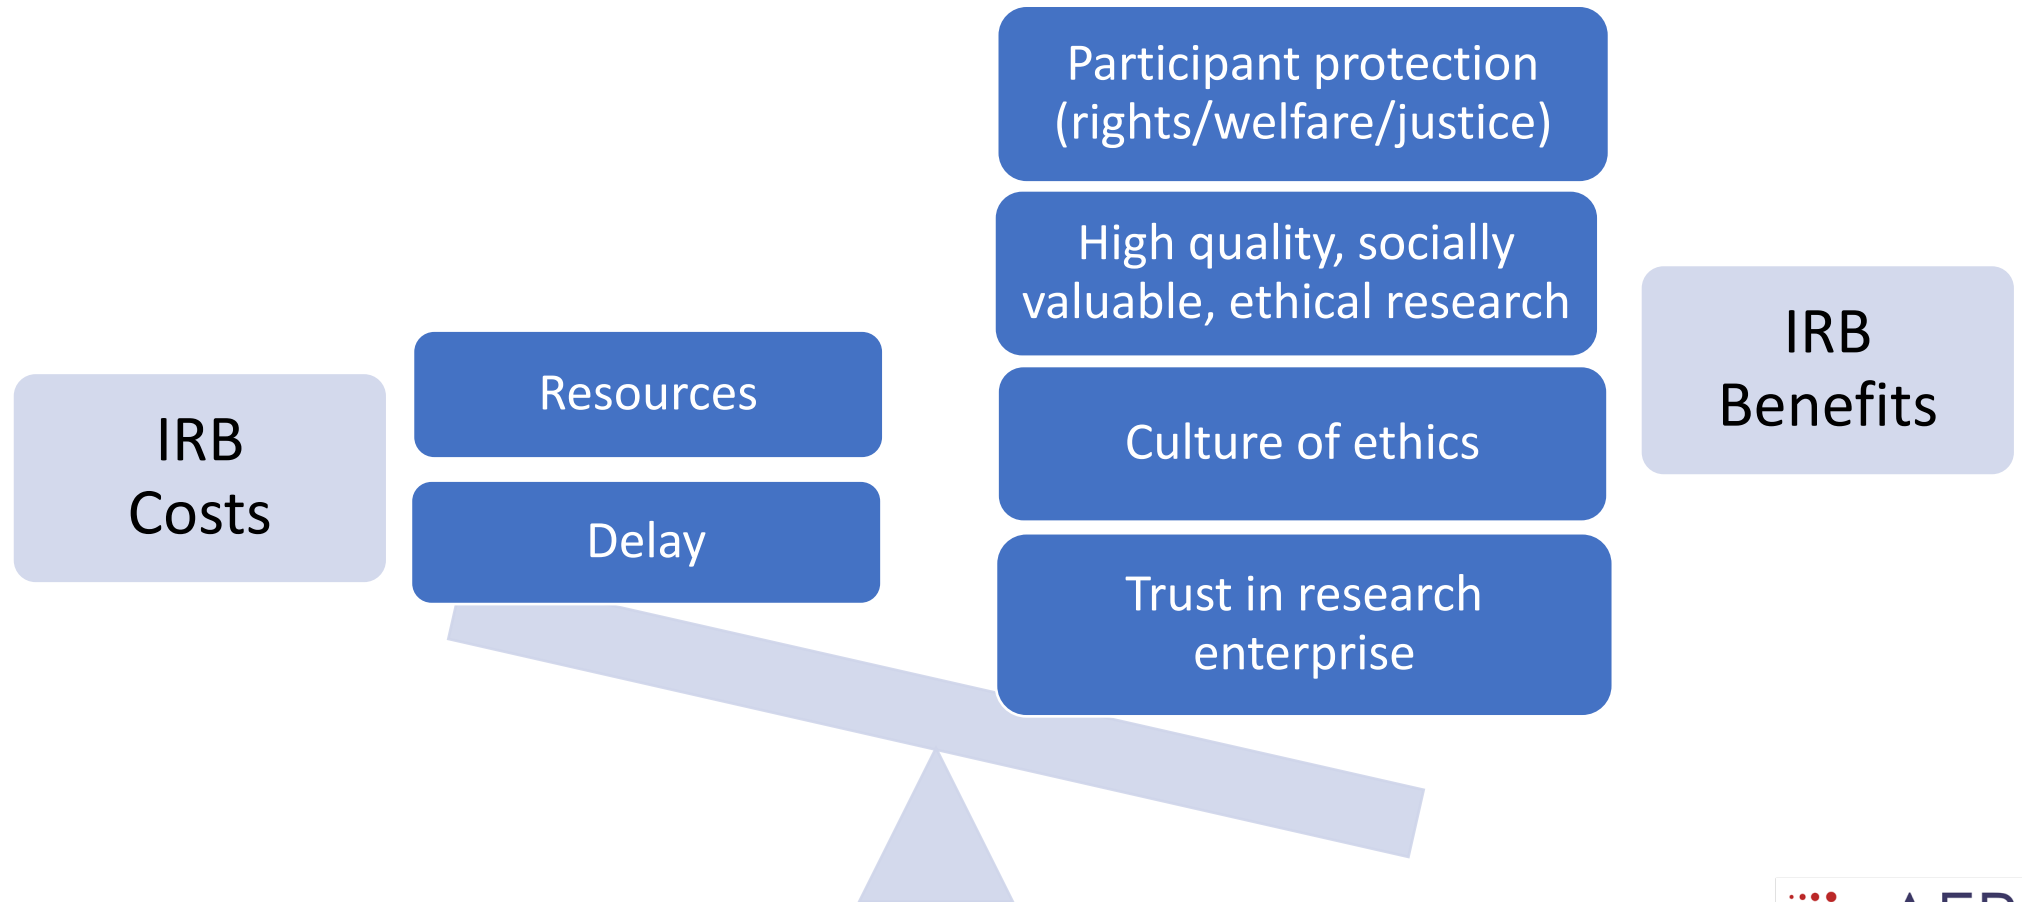 IRB
Costs
Resources
Delay
Participant protection
(rights/welfare/justice)
High quality, socially
valuable, ethical research
Culture of ethics
Trust in research
enterprise
IRB
Benefits